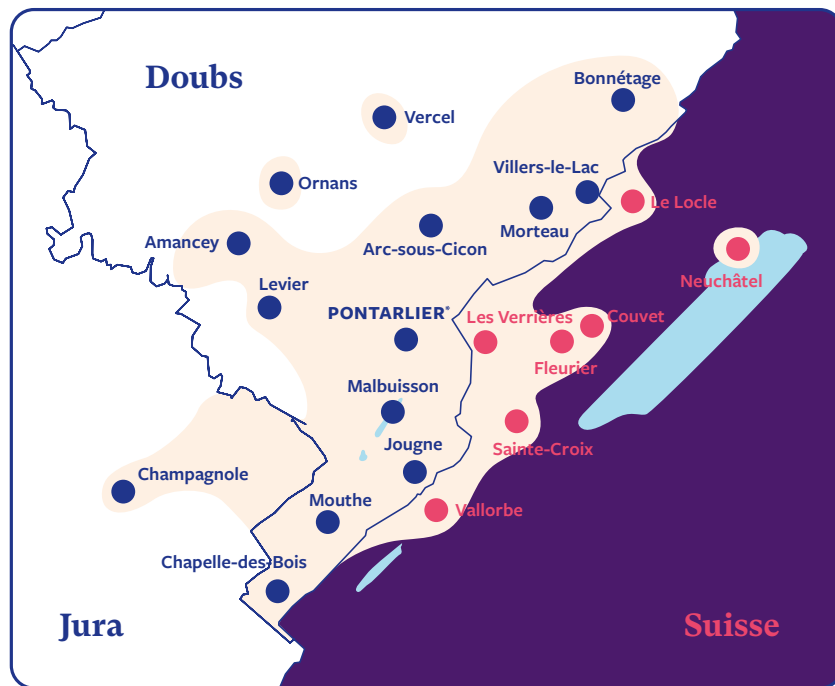 Doubs
Bonnétage
Vercel
Villers-le-Lac
Ornans
Le Locle
Morteau
Amancey
Arc-sous-Cicon
Neuchâtel
Levier
PONTARLIER*
Les Verrières
Couvet
Fleurier
Malbuisson
Jougne
Sainte-Croix
Champagnole
Mouthe
Vallorbe
Chapelle-des-Bois
Jura
Suisse